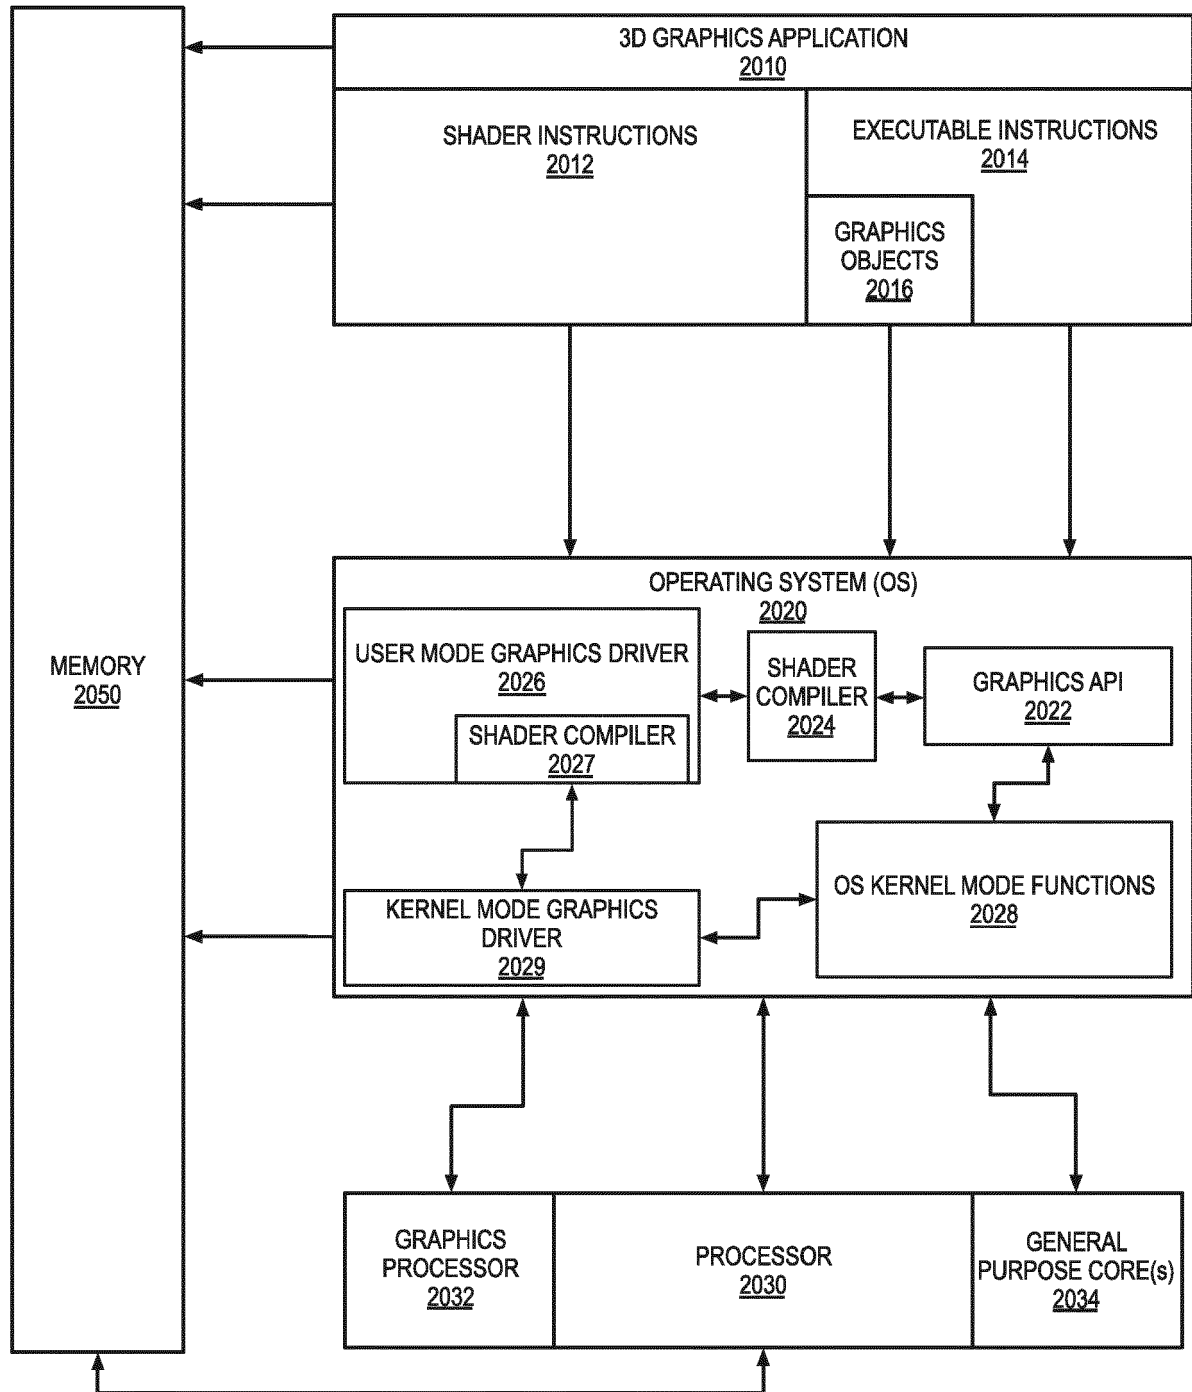 3D GRAPHICS APPLICATION
2010
SHADER INSTRUCTIONS
2012
EXECUTABLE INSTRUCTIONS
2014
GRAPHICS
OBJECTS
2016
MEMORY
2050
OPERATING SYSTEM (OS)
2020
USER MODE GRAPHICS DRIVER
2026
SHADER COMPILER
2027
SHADER
COMPILER
2024
GRAPHICS API
2022
KERNEL MODE GRAPHICS
DRIVER
2029
OS KERNEL MODE FUNCTIONS
2028
GRAPHICS
PROCESSOR
2032
PROCESSOR
2030
GENERAL
PURPOSE CORE(s)
2034